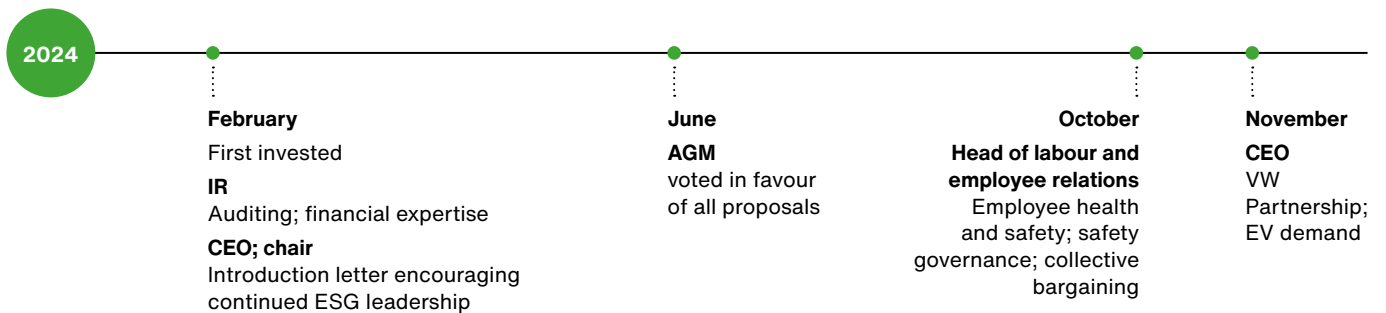 2024
February
First invested
IR
Auditing; financial expertise
CEO; chair
Introduction letter encouraging
continued ESG leadership
June
AGM
voted in favour
of all proposals
October
Head of labour and
employee relations
Employee health
and safety; safety
governance; collective
bargaining
November
CEO
VW
Partnership;
EV demand